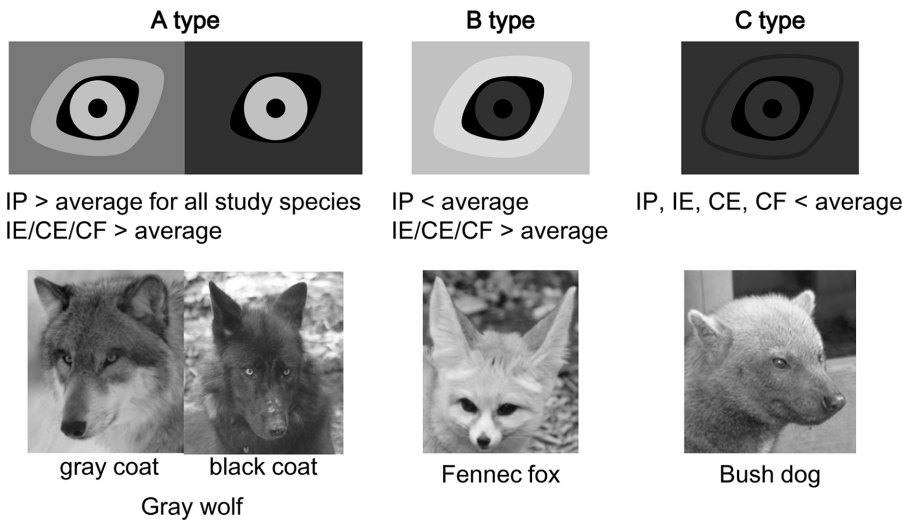 A type
B type
C type
IP > average for all study species
IE/CE/CF > average
IP < average
IE/CE/CF > average
IP, IE, CE, CF < average
gray coat
black coat
Gray wolf
Fennec fox
Bush dog